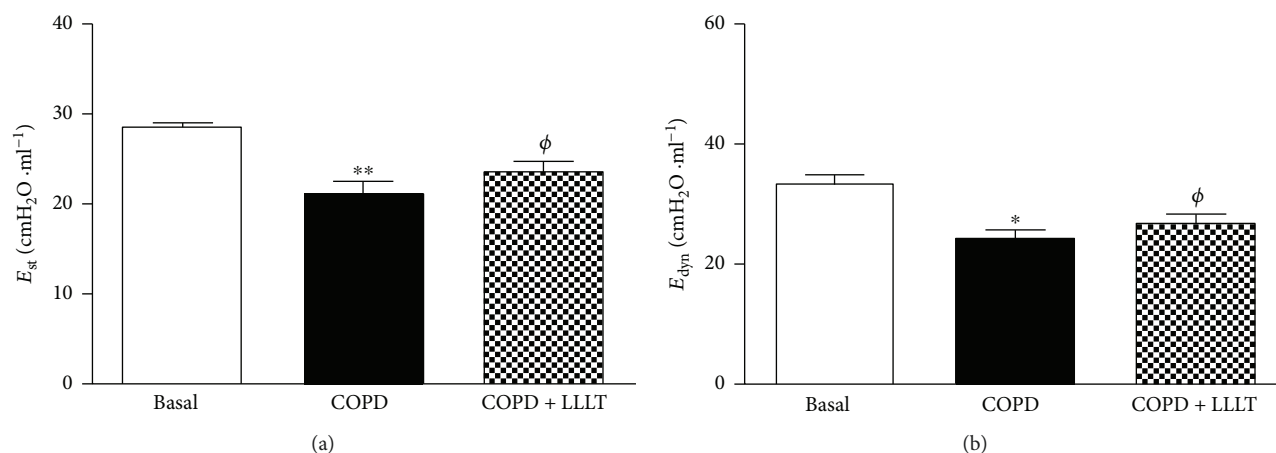 40
30
20
10
0
E_st (cmH₂O ·ml⁻¹)
**
ϕ
Basal COPD COPD + LLLT
(a)
60
40
20
0
E_dyn (cmH₂O ·ml⁻¹)
*
ϕ
Basal COPD COPD + LLLT
(b)